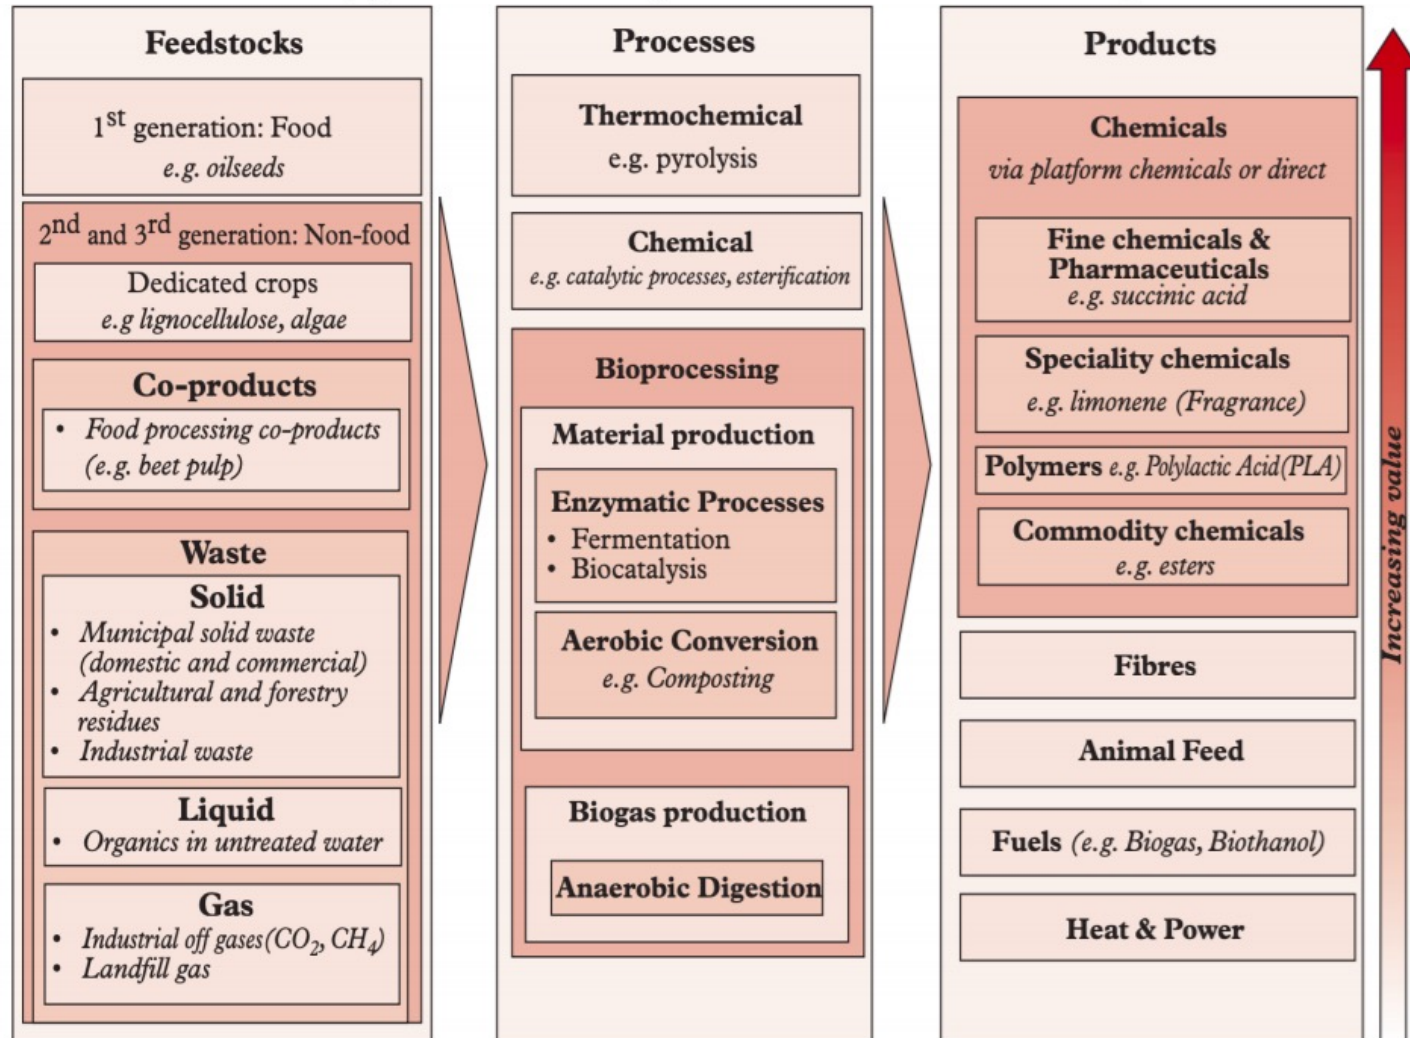 Feedstocks
1st generation: Food
e.g. oilseeds
2nd and 3rd generation: Non-food
Dedicated crops
e.g lignocellulose, algae
Co-products
• Food processing co-products
(e.g. beet pulp)
Waste
Solid
• Municipal solid waste
(domestic and commercial)
• Agricultural and forestry
residues
• Industrial waste
Liquid
• Organics in untreated water
Gas
• Industrial off gases(CO2, CH4)
• Landfill gas
Processes
Thermochemical
e.g. pyrolysis
Chemical
e.g. catalytic processes, esterification
Bioprocessing
Material production
Enzymatic Processes
• Fermentation
• Biocatalysis
Aerobic Conversion
e.g. Composting
Biogas production
Anaerobic Digestion
Products
Chemicals
via platform chemicals or direct
Fine chemicals &
Pharmaceuticals
e.g. succinic acid
Speciality chemicals
e.g. limonene (Fragrance)
Polymers e.g. Polylactic Acid(PLA)
Commodity chemicals
e.g. esters
Fibres
Animal Feed
Fuels (e.g. Biogas, Biothanol)
Heat & Power
Increasing value